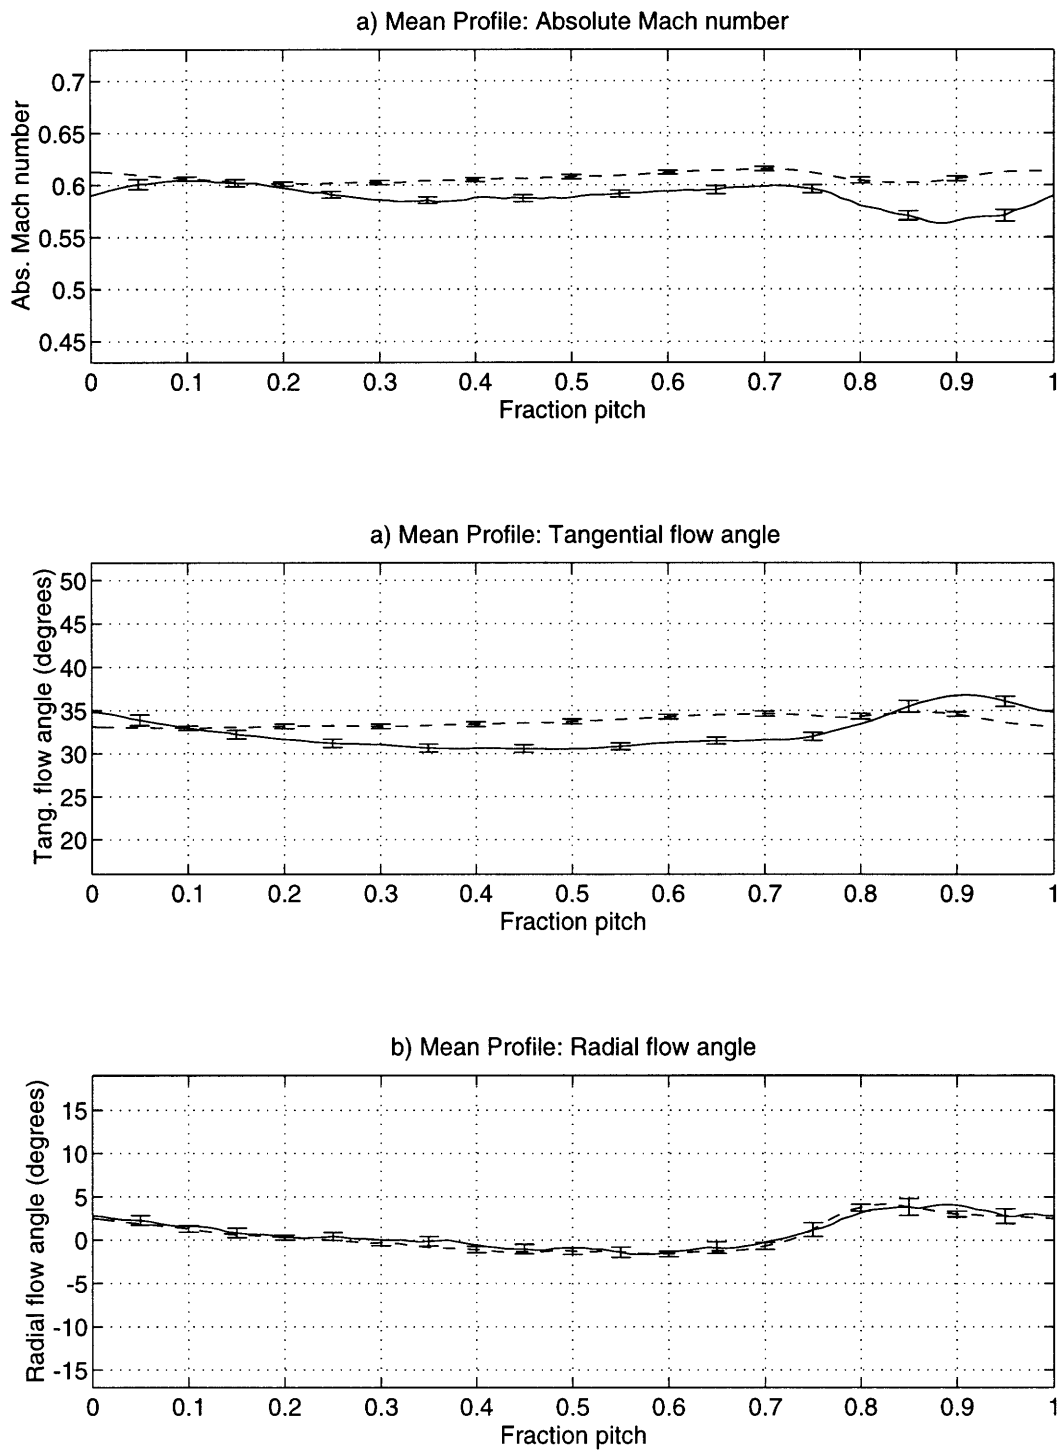 a) Mean Profile: Absolute Mach number
Abs. Mach number
0.7
0.65
0.6
0.55
0.5
0.45
0 0.1 0.2 0.3 0.4 0.5 0.6 0.7 0.8 0.9 1
Fraction pitch
a) Mean Profile: Tangential flow angle
Tang. flow angle (degrees)
50
45
40
35
30
25
20
0 0.1 0.2 0.3 0.4 0.5 0.6 0.7 0.8 0.9 1
Fraction pitch
b) Mean Profile: Radial flow angle
Radial flow angle (degrees)
15
10
5
0
-5
-10
-15
0 0.1 0.2 0.3 0.4 0.5 0.6 0.7 0.8 0.9 1
Fraction pitch